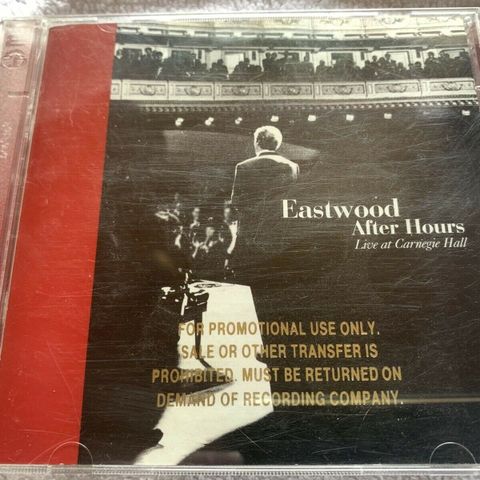 Eastwood
After Hours
Live at Carnegie Hall
FOR PROMOTIONAL USE ONLY.
SALE OR OTHER TRANSFER IS
PROHIBITED. MUST BE RETURNED ON
DEMAND OF RECORDING COMPANY.